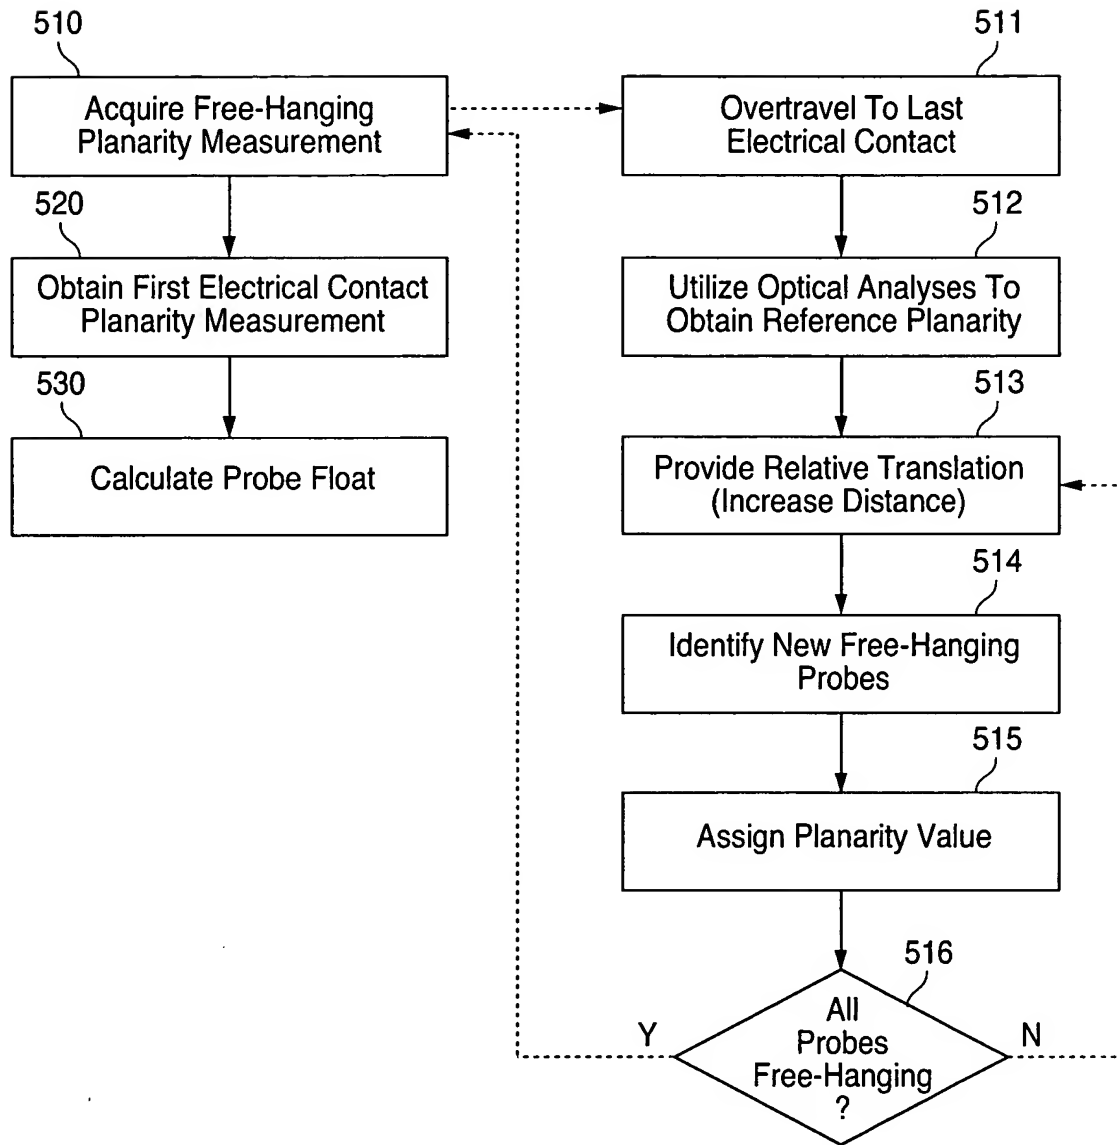 510
Acquire Free-Hanging
Planarity Measurement
520
Obtain First Electrical Contact
Planarity Measurement
530
Calculate Probe Float
511
Overtravel To Last
Electrical Contact
512
Utilize Optical Analyses To
Obtain Reference Planarity
513
Provide Relative Translation
(Increase Distance)
514
Identify New Free-Hanging
Probes
515
Assign Planarity Value
516
All
Probes
Free-Hanging
?
Y
N